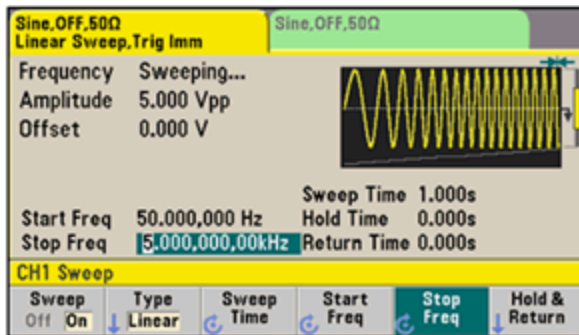 Sine,OFF,50Ω
Linear Sweep,Trig Imm
Sine,OFF,50Ω
Frequency Sweeping...
Amplitude 5.000 Vpp
Offset 0.000 V
Sweep Time 1.000s
Start Freq 50.000,000 Hz Hold Time 0.000s
Stop Freq 5.000,000,00kHz Return Time 0.000s
CH1 Sweep
Sweep Off On
Type Linear
Sweep Time
Start Freq
Stop Freq
Hold & Return